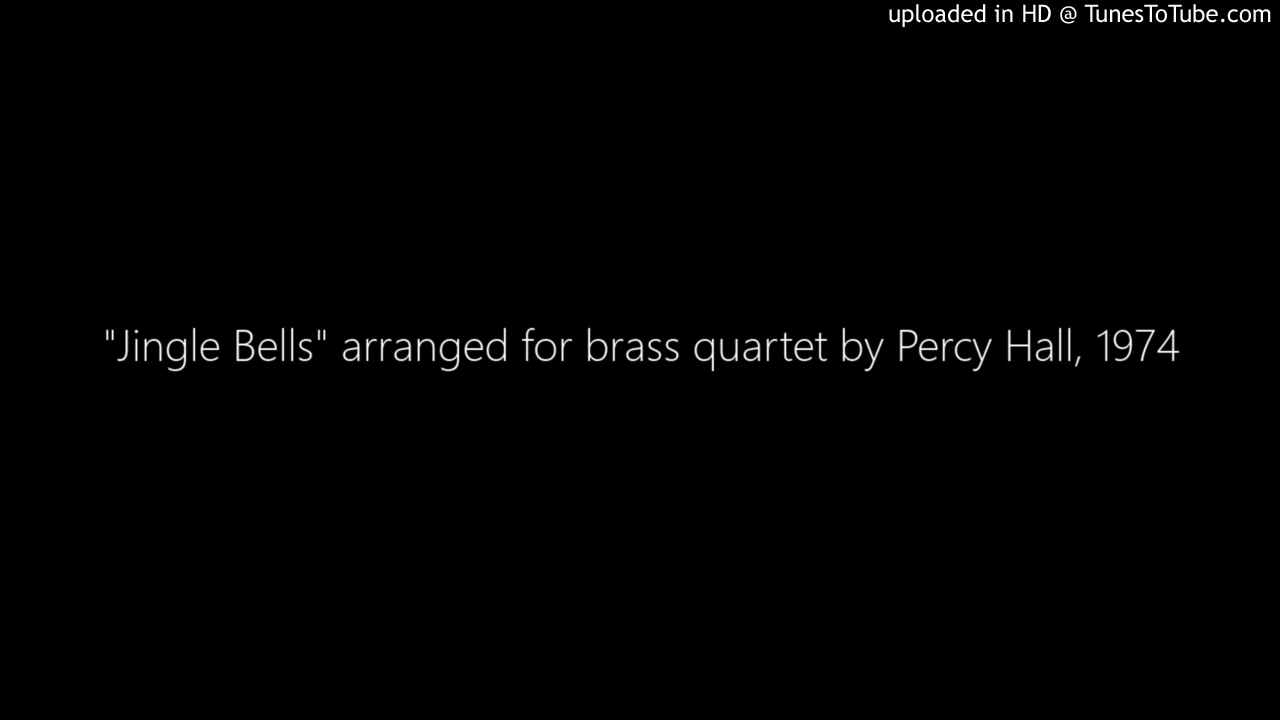 uploaded in HD @ TunesToTube.com
"Jingle Bells" arranged for brass quartet by Percy Hall, 1974